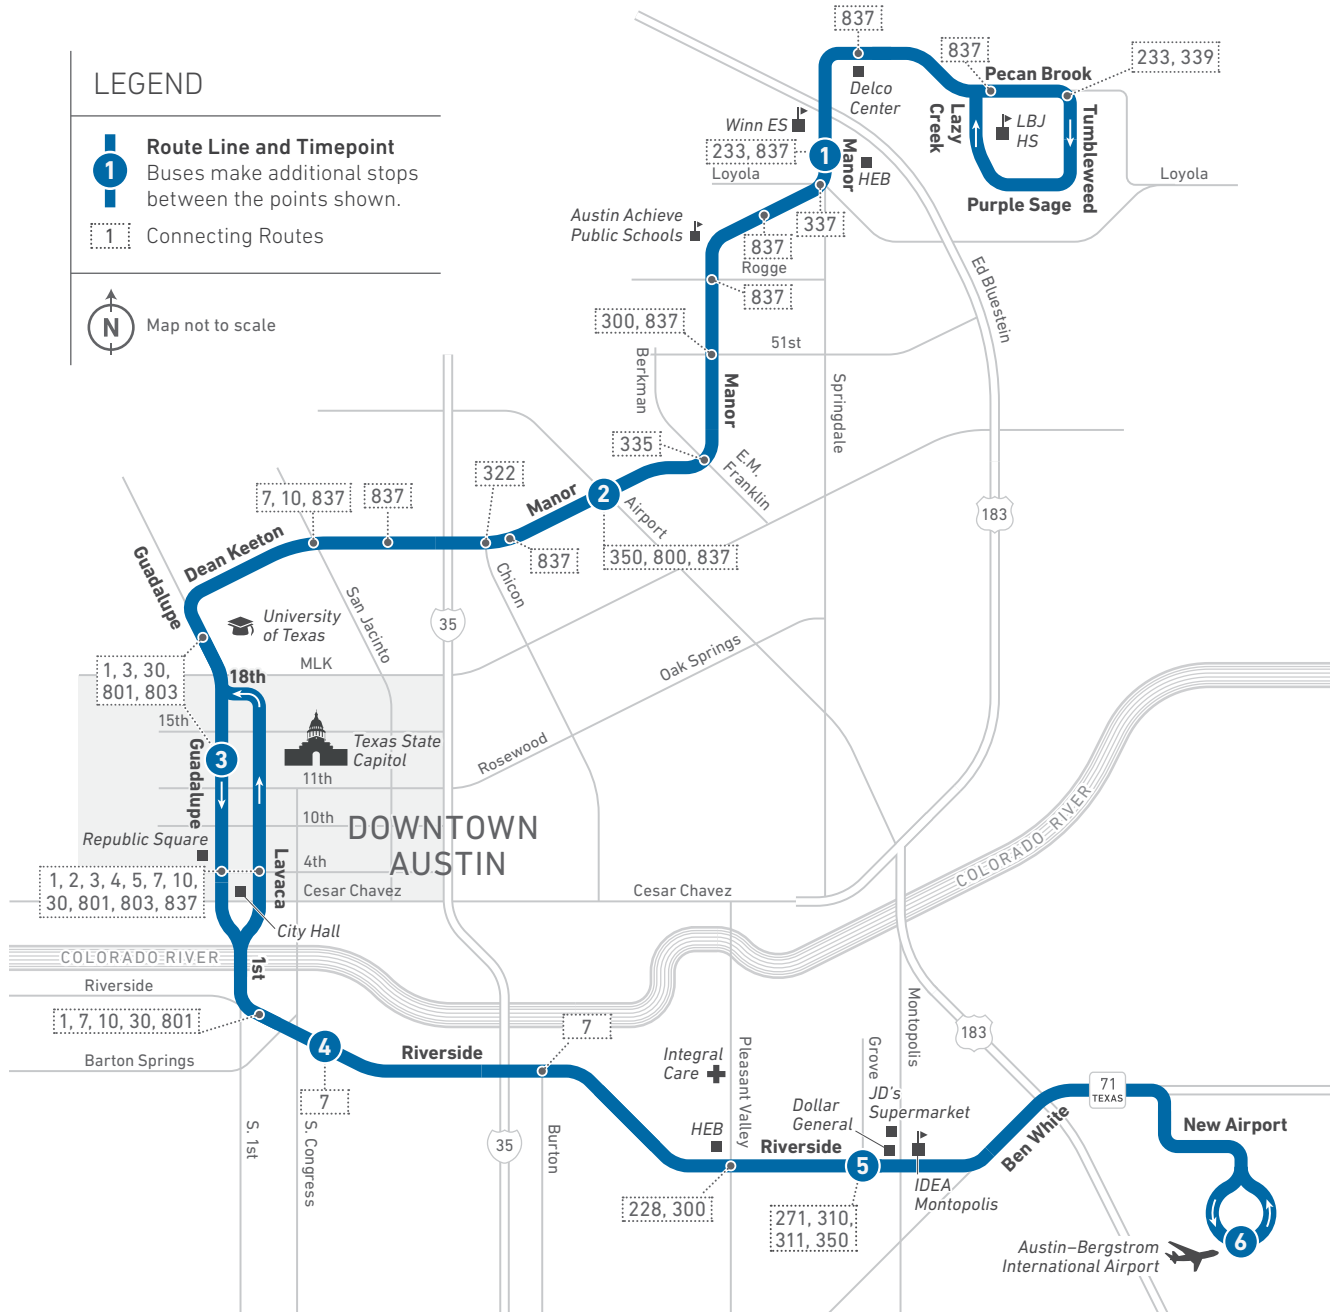 LEGEND
1
Route Line and Timepoint
Buses make additional stops
between the points shown.
1
Connecting Routes
N
Map not to scale
837
837
233, 339
Pecan Brook
Delco
Center
Lazy
Creek
LBJ
HS
Tumbleweed
Winn ES
233, 837
1
Manor
HEB
Loyola
Loyola
Purple Sage
Austin Achieve
Public Schools
337
837
Rogge
837
Ed Bluestein
300, 837
51st
Berkman
Manor
Springdale
335
E.M.
Franklin
322
7, 10, 837
837
Manor
2
Airport
183
Dean Keeton
837
350, 800, 837
Guadalupe
Chicon
San Jacinto
University
of Texas
35
Oak Springs
1, 3, 30,
801, 803
MLK
18th
15th
3
Guadalupe
Texas State
Capitol
Rosewood
11th
10th
DOWNTOWN
AUSTIN
Republic Square
4th
Lavaca
1, 2, 3, 4, 5, 7, 10,
30, 801, 803, 837
Cesar Chavez
Cesar Chavez
COLORADO RIVER
City Hall
COLORADO RIVER
1st
Riverside
1, 7, 10, 30, 801
Barton Springs
4
7
Riverside
7
Montopolis
183
Integral
Care
Pleasant Valley
Grove
JD's
Supermarket
Dollar
General
71
TEXAS
Ben White
New Airport
S. 1st
S. Congress
35
Burton
HEB
Riverside
5
IDEA
Montopolis
228, 300
271, 310,
311, 350
6
Austin–Bergstrom
International Airport